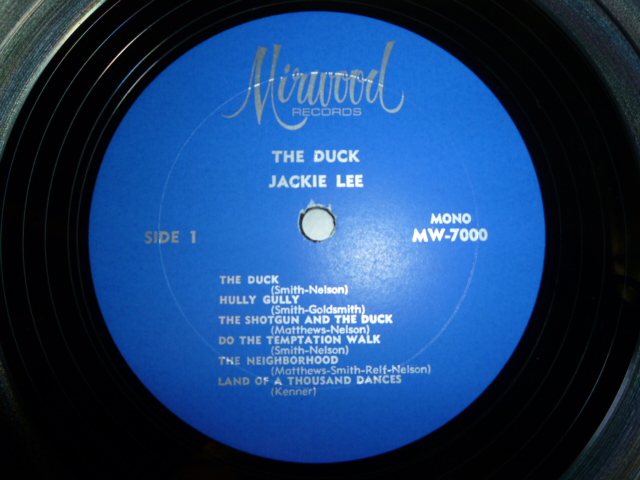 Mirwood
RECORDS
THE DUCK
JACKIE LEE
SIDE 1
MONO
MW-7000
THE DUCK
(Smith-Nelson)
HULLY GULLY
(Smith-Goldsmith)
THE SHOTGUN AND THE DUCK
(Matthews-Nelson)
DO THE TEMPTATION WALK
(Smith-Nelson)
THE NEIGHBORHOOD
(Matthews-Smith-Relf-Nelson)
LAND OF A THOUSAND DANCES
(Kenner)